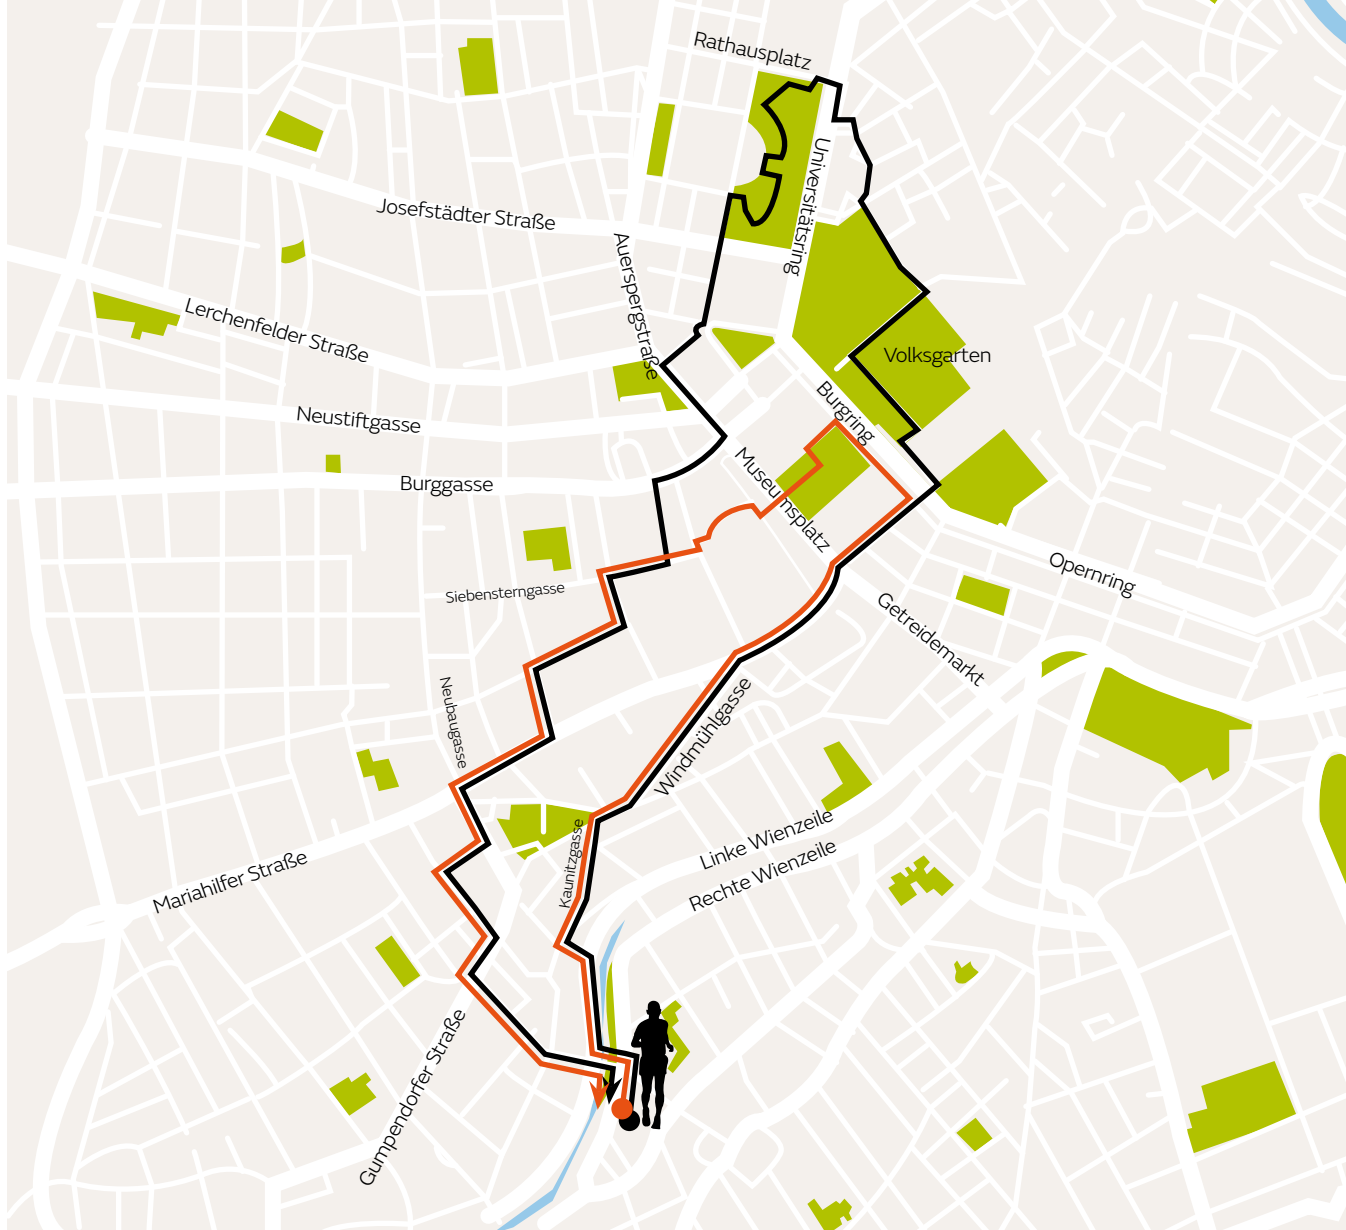 Rathausplatz
Universitätsring
Josefstädter Straße
Auerspergstraße
Lerchenfelder Straße
Volksgarten
Neustiftgasse
Burgring
Burggasse
Museumsplatz
Siebensterngasse
Opernring
Getreidemarkt
Neubaugasse
Windmühlgasse
Mariahilfer Straße
Kaunitzgasse
Linke Wienzeile
Rechte Wienzeile
Gumpendorfer Straße